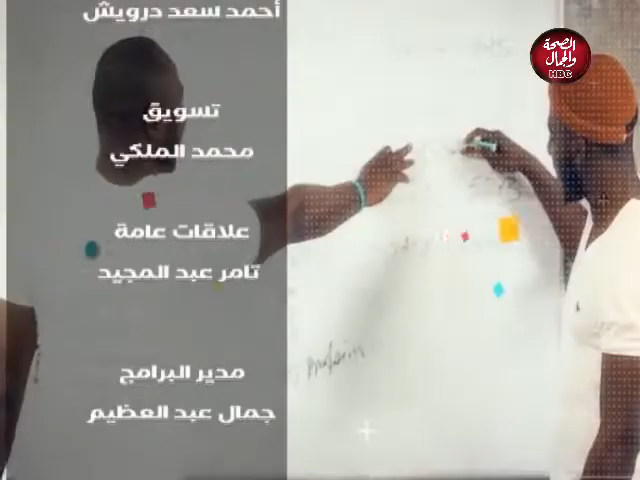 أحمد سعد درويش
الصحة
والجمال
HBC
تسويق
محمد الملكي
علاقات عامة
تامر عبد المجيد
مدير البرامج
جمال عبد العظيم